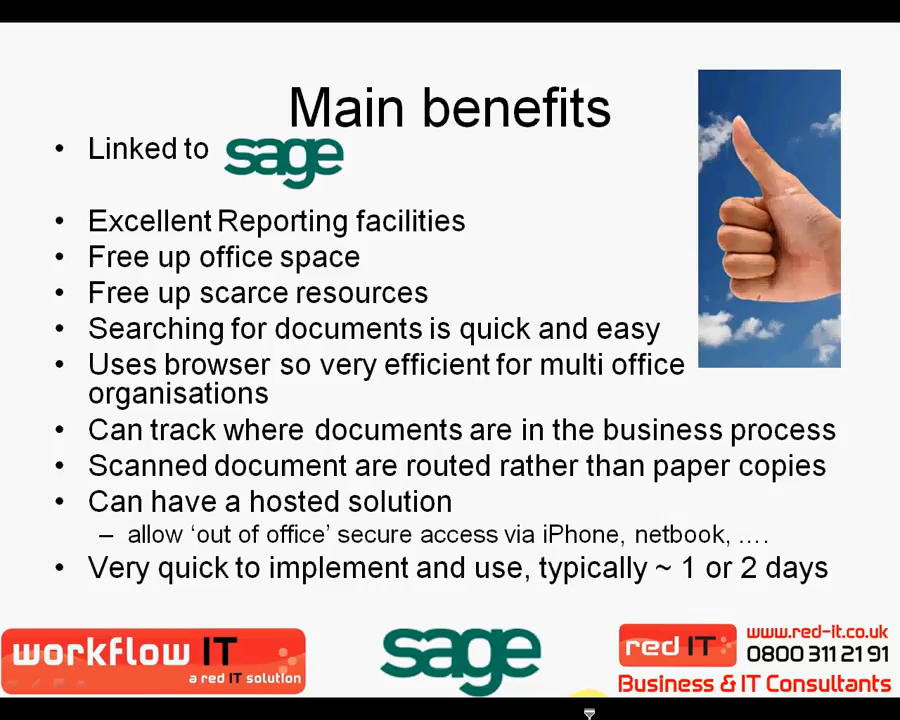 Main benefits
• Linked to sage
• Excellent Reporting facilities
• Free up office space
• Free up scarce resources
• Searching for documents is quick and easy
• Uses browser so very efficient for multi office
organisations
• Can track where documents are in the business process
• Scanned document are routed rather than paper copies
• Can have a hosted solution
– allow ‘out of office’ secure access via iPhone, netbook, ….
• Very quick to implement and use, typically ~ 1 or 2 days
workflow IT
a red IT solution
sage
red IT
www.red-it.co.uk
0800 311 21 91
Business & IT Consultants